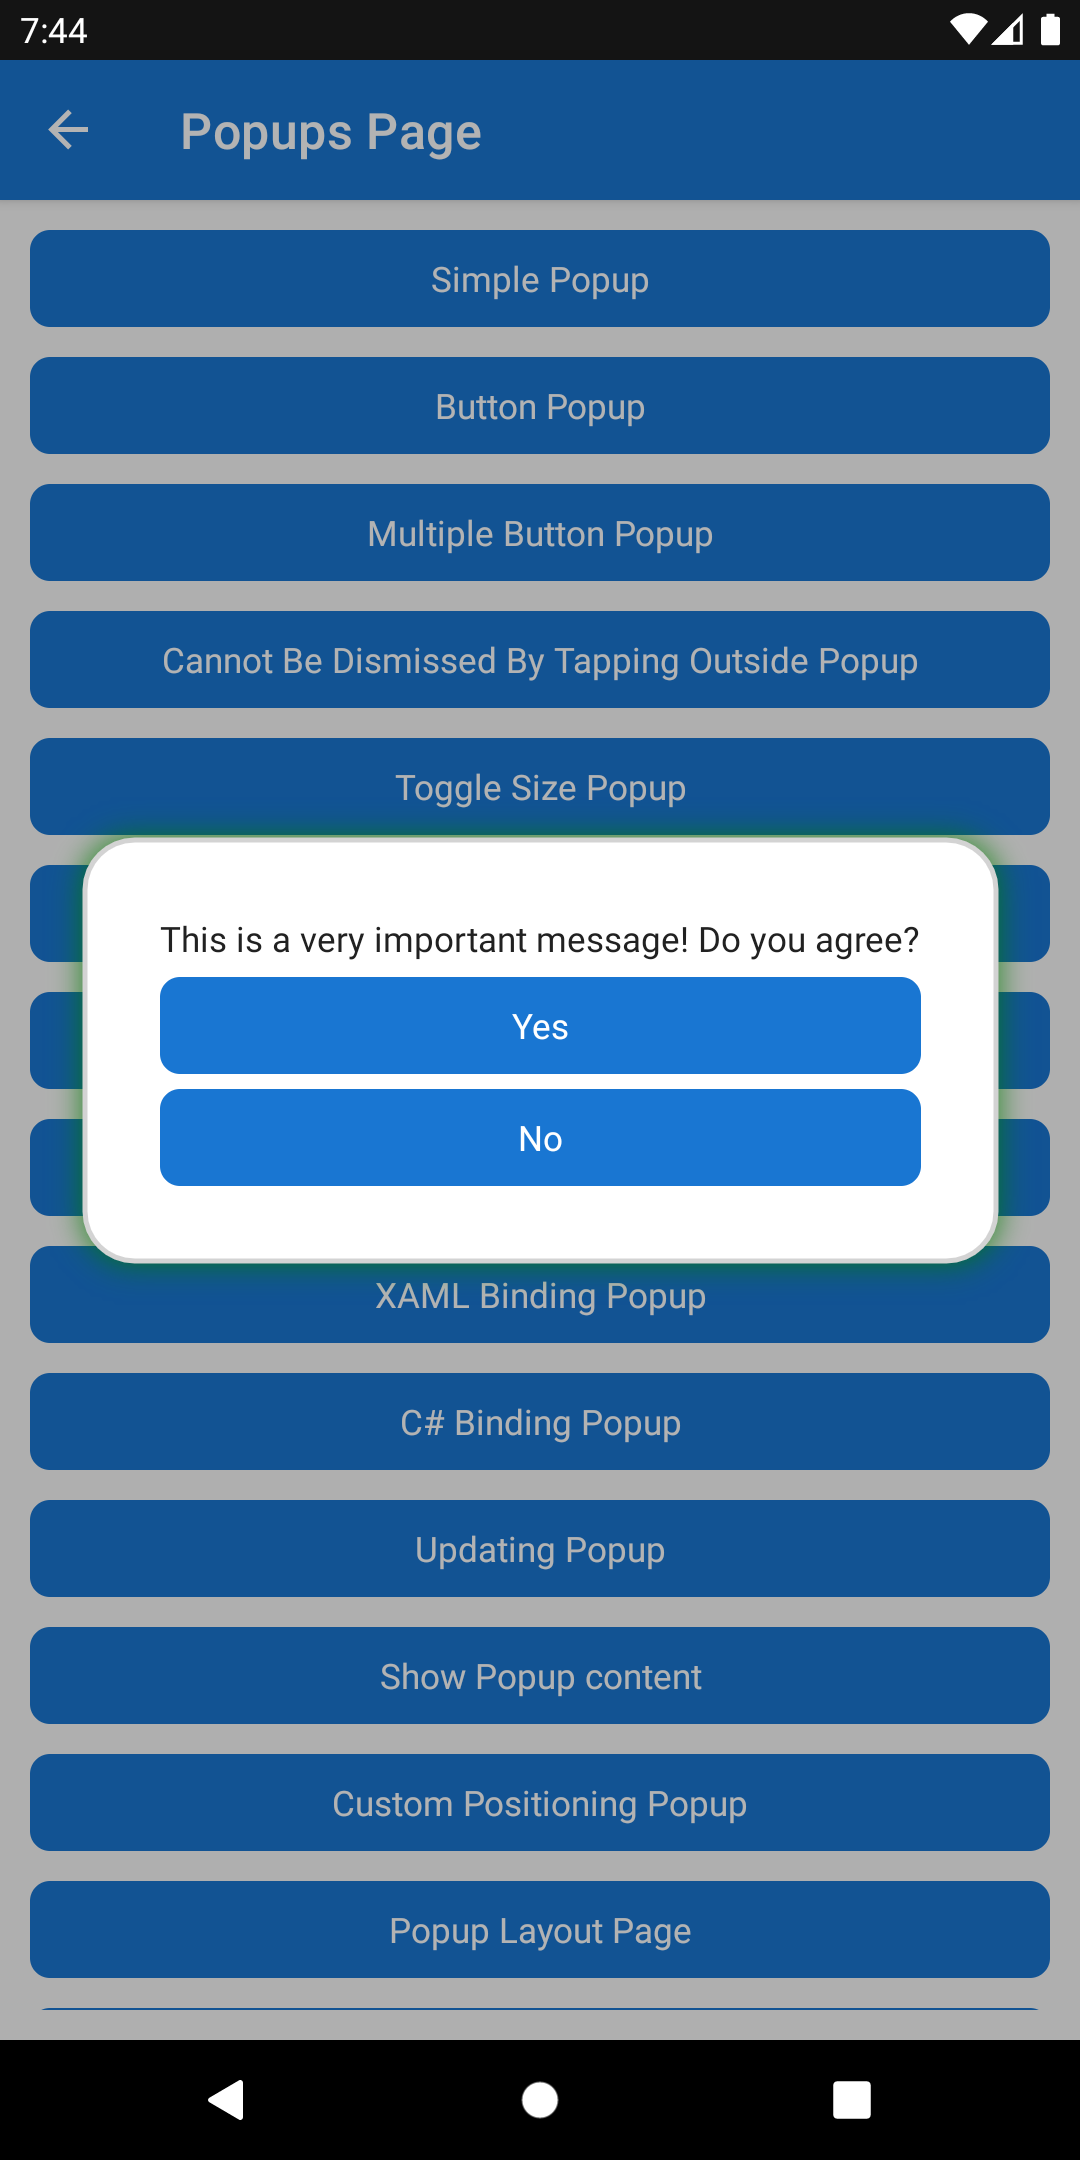 7:44
Popups Page
Simple Popup
Button Popup
Multiple Button Popup
Cannot Be Dismissed By Tapping Outside Popup
Toggle Size Popup
This is a very important message! Do you agree?
Yes
No
XAML Binding Popup
C# Binding Popup
Updating Popup
Show Popup content
Custom Positioning Popup
Popup Layout Page